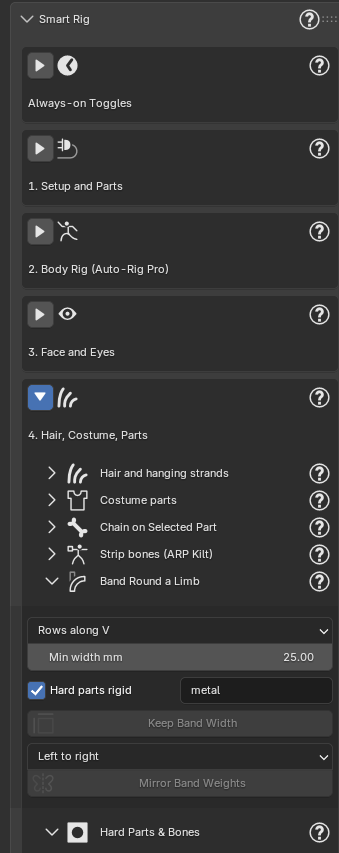 Smart Rig
Always-on Toggles
1. Setup and Parts
2. Body Rig (Auto-Rig Pro)
3. Face and Eyes
4. Hair, Costume, Parts
Hair and hanging strands
Costume parts
Chain on Selected Part
Strip bones (ARP Kilt)
Band Round a Limb
Rows along V
Min width mm 25.00
Hard parts rigid metal
Keep Band Width
Left to right
Mirror Band Weights
Hard Parts & Bones